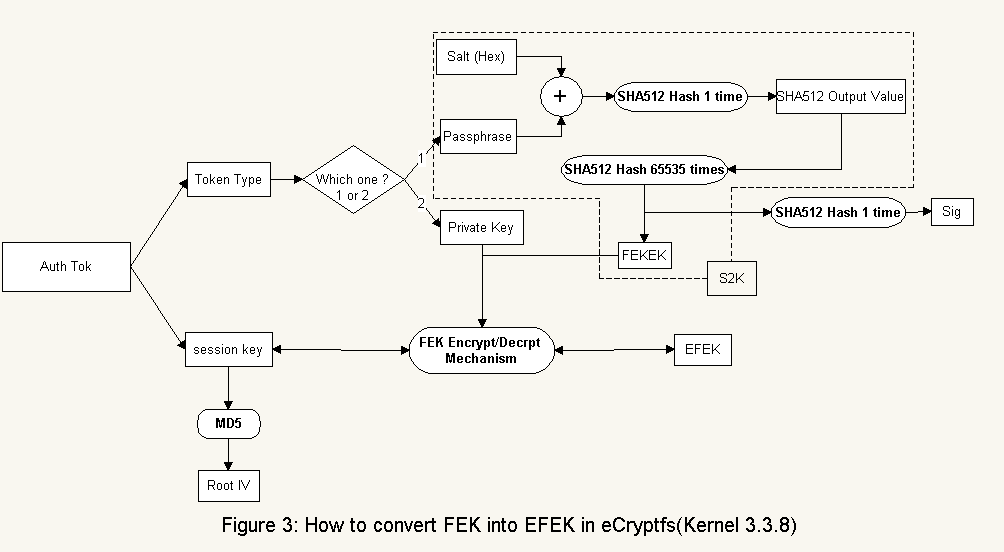 Salt (Hex)
+
SHA512 Hash 1 time
SHA512 Output Value
Passphrase
1
SHA512 Hash 65535 times
Token Type
Which one ?
1 or 2
2
Private Key
SHA512 Hash 1 time
Sig
FEKEK
Auth Tok
S2K
session key
FEK Encrypt/Decrpt
Mechanism
EFEK
MD5
Root IV
Figure 3: How to convert FEK into EFEK in eCryptfs(Kernel 3.3.8)